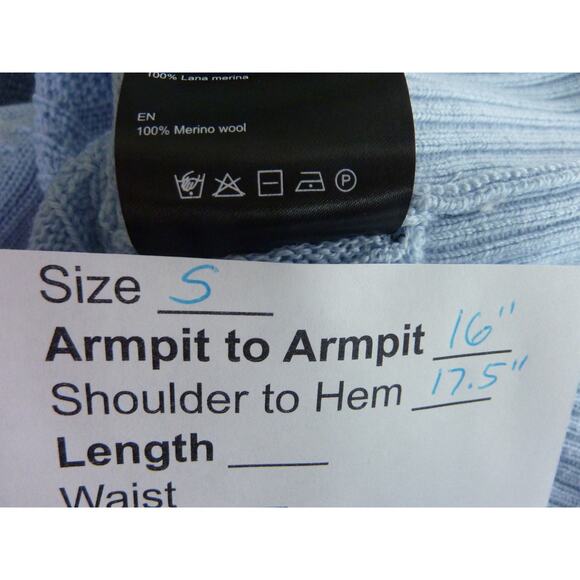 100% Lana merina
EN
100% Merino wool
P
Size S
Armpit to Armpit 16"
Shoulder to Hem 17.5"
Length
Waist